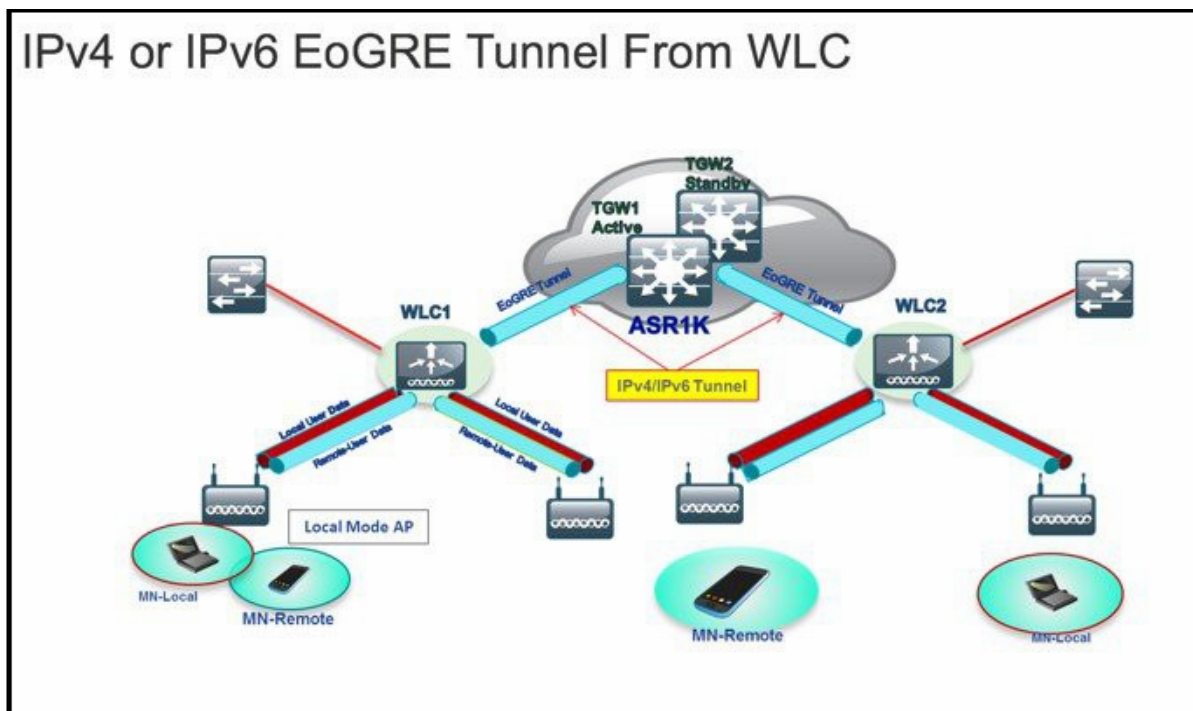 IPv4 or IPv6 EoGRE Tunnel From WLC
TGW2
Standby
TGW1
Active
EoGRE Tunnel
EoGRE Tunnel
WLC1
WLC2
ASR1K
IPv4/IPv6 Tunnel
Local User Data
Remote-User Data
Local User Data
Remote-User Data
Local Mode AP
MN-Local
MN-Remote
MN-Remote
MN-Local